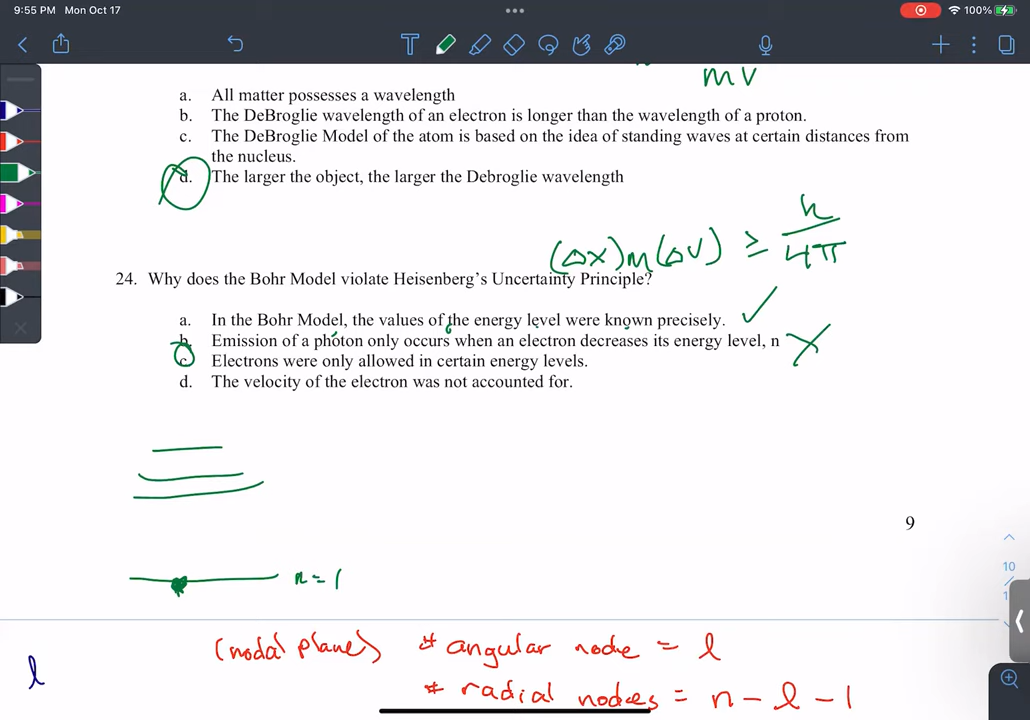 9:55 PM Mon Oct 17
100%
mv
a. All matter possesses a wavelength
b. The DeBroglie wavelength of an electron is longer than the wavelength of a proton.
c. The DeBroglie Model of the atom is based on the idea of standing waves at certain distances from
the nucleus.
d. The larger the object, the larger the Debroglie wavelength
(Δx)m(Δv) ≥ h/4π
24. Why does the Bohr Model violate Heisenberg's Uncertainty Principle?
a. In the Bohr Model, the values of the energy level were known precisely.
b. Emission of a photon only occurs when an electron decreases its energy level, n
c. Electrons were only allowed in certain energy levels.
d. The velocity of the electron was not accounted for.
9
10
n = 1
(nodal plane) # angular node = l
l
# radial nodes = n - l - 1